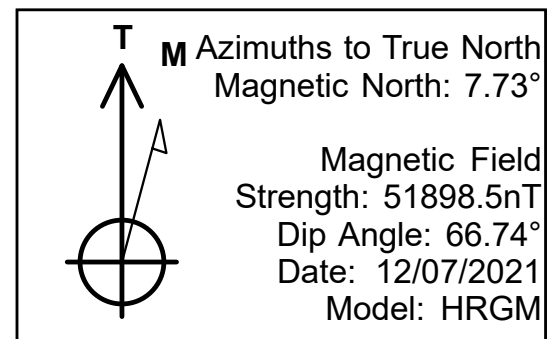 T
M
Azimuths to True North
Magnetic North: 7.73°
Magnetic Field
Strength: 51898.5nT
Dip Angle: 66.74°
Date: 12/07/2021
Model: HRGM